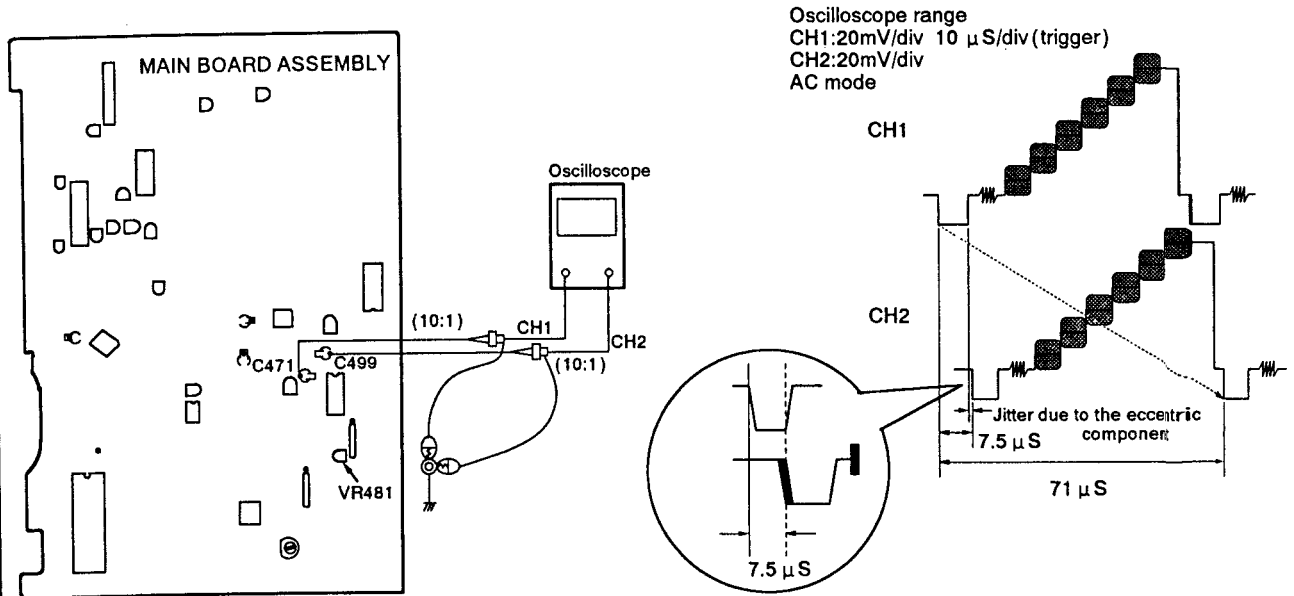 MAIN BOARD ASSEMBLY
Oscilloscope
(10:1)
CH1
CH2
(10:1)
C471
C499
VR481
Oscilloscope range
CH1:20mV/div 10 μS/div (trigger)
CH2:20mV/div
AC mode
CH1
CH2
Jitter due to the eccentric
component
7.5 μS
71 μS
7.5 μS